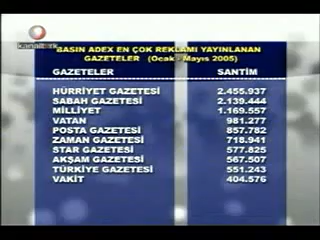 kanaltürk
BASIN ADEX EN ÇOK REKLAMI YAYINLANAN
GAZETELER (Ocak - Mayıs 2005)
GAZETELER SANTİM
HÜRRİYET GAZETESİ 2.455.937
SABAH GAZETESİ 2.139.444
MİLLİYET 1.169.557
VATAN 981.277
POSTA GAZETESİ 857.782
ZAMAN GAZETESİ 718.941
STAR GAZETESİ 577.825
AKŞAM GAZETESİ 567.507
TÜRKİYE GAZETESİ 551.243
VAKİT 404.576